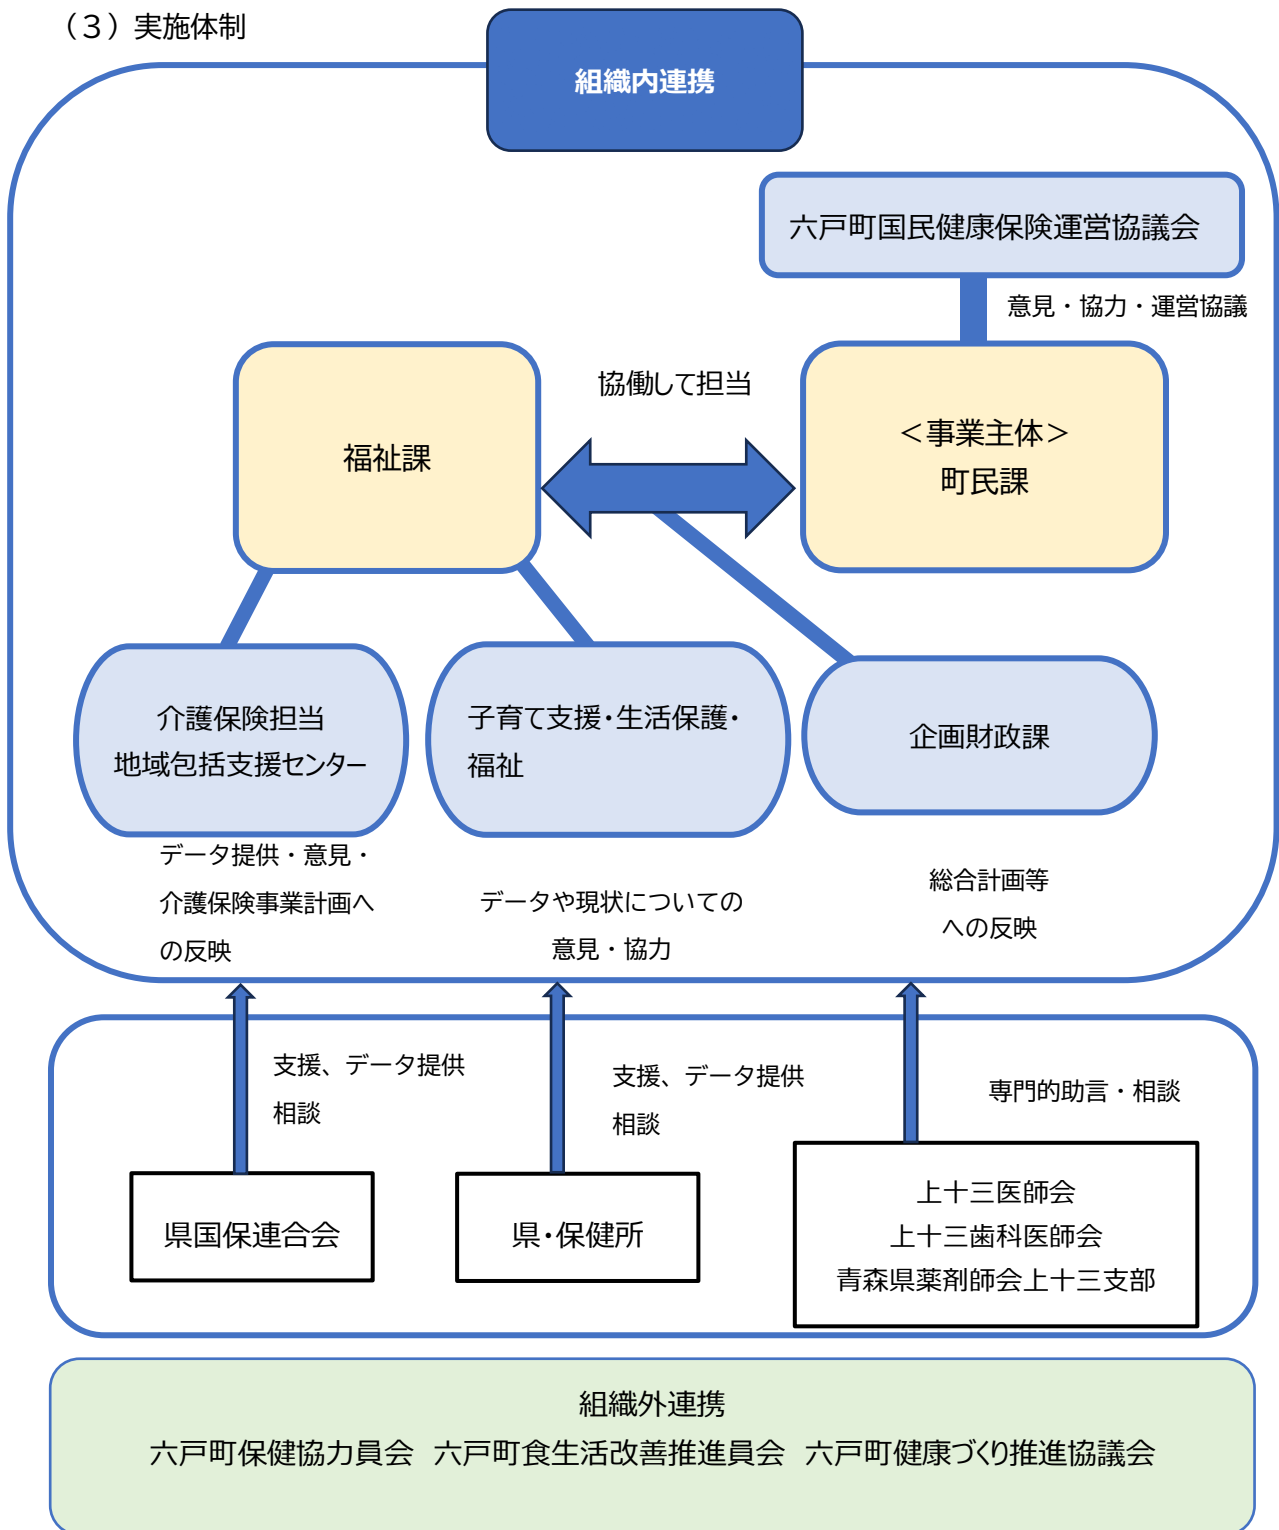 （３）実施体制
組織内連携
六戸町国民健康保険運営協議会
意見・協力・運営協議
協働して担当
福祉課
＜事業主体＞
町民課
介護保険担当
地域包括支援センター
子育て支援・生活保護・
福祉
企画財政課
データ提供・意見・
介護保険事業計画へ
の反映
データや現状についての
意見・協力
総合計画等
への反映
支援、データ提供
相談
支援、データ提供
相談
専門的助言・相談
県国保連合会
県・保健所
上十三医師会
上十三歯科医師会
青森県薬剤師会上十三支部
組織外連携
六戸町保健協力員会　六戸町食生活改善推進員会　六戸町健康づくり推進協議会